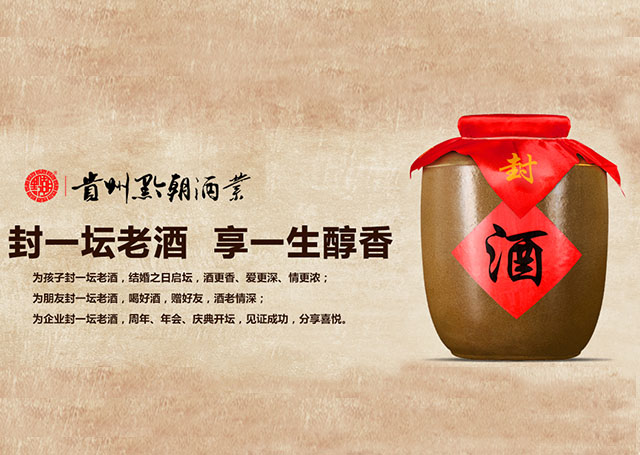 貴州黔朝酒業
封一坛老酒 享一生醇香
为孩子封一坛老酒，结婚之日启坛，酒更香、爱更深、情更浓；
为朋友封一坛老酒，喝好酒，赠好友，酒老情深；
为企业封一坛老酒，周年、年会、庆典开坛，见证成功，分享喜悦。
封
酒